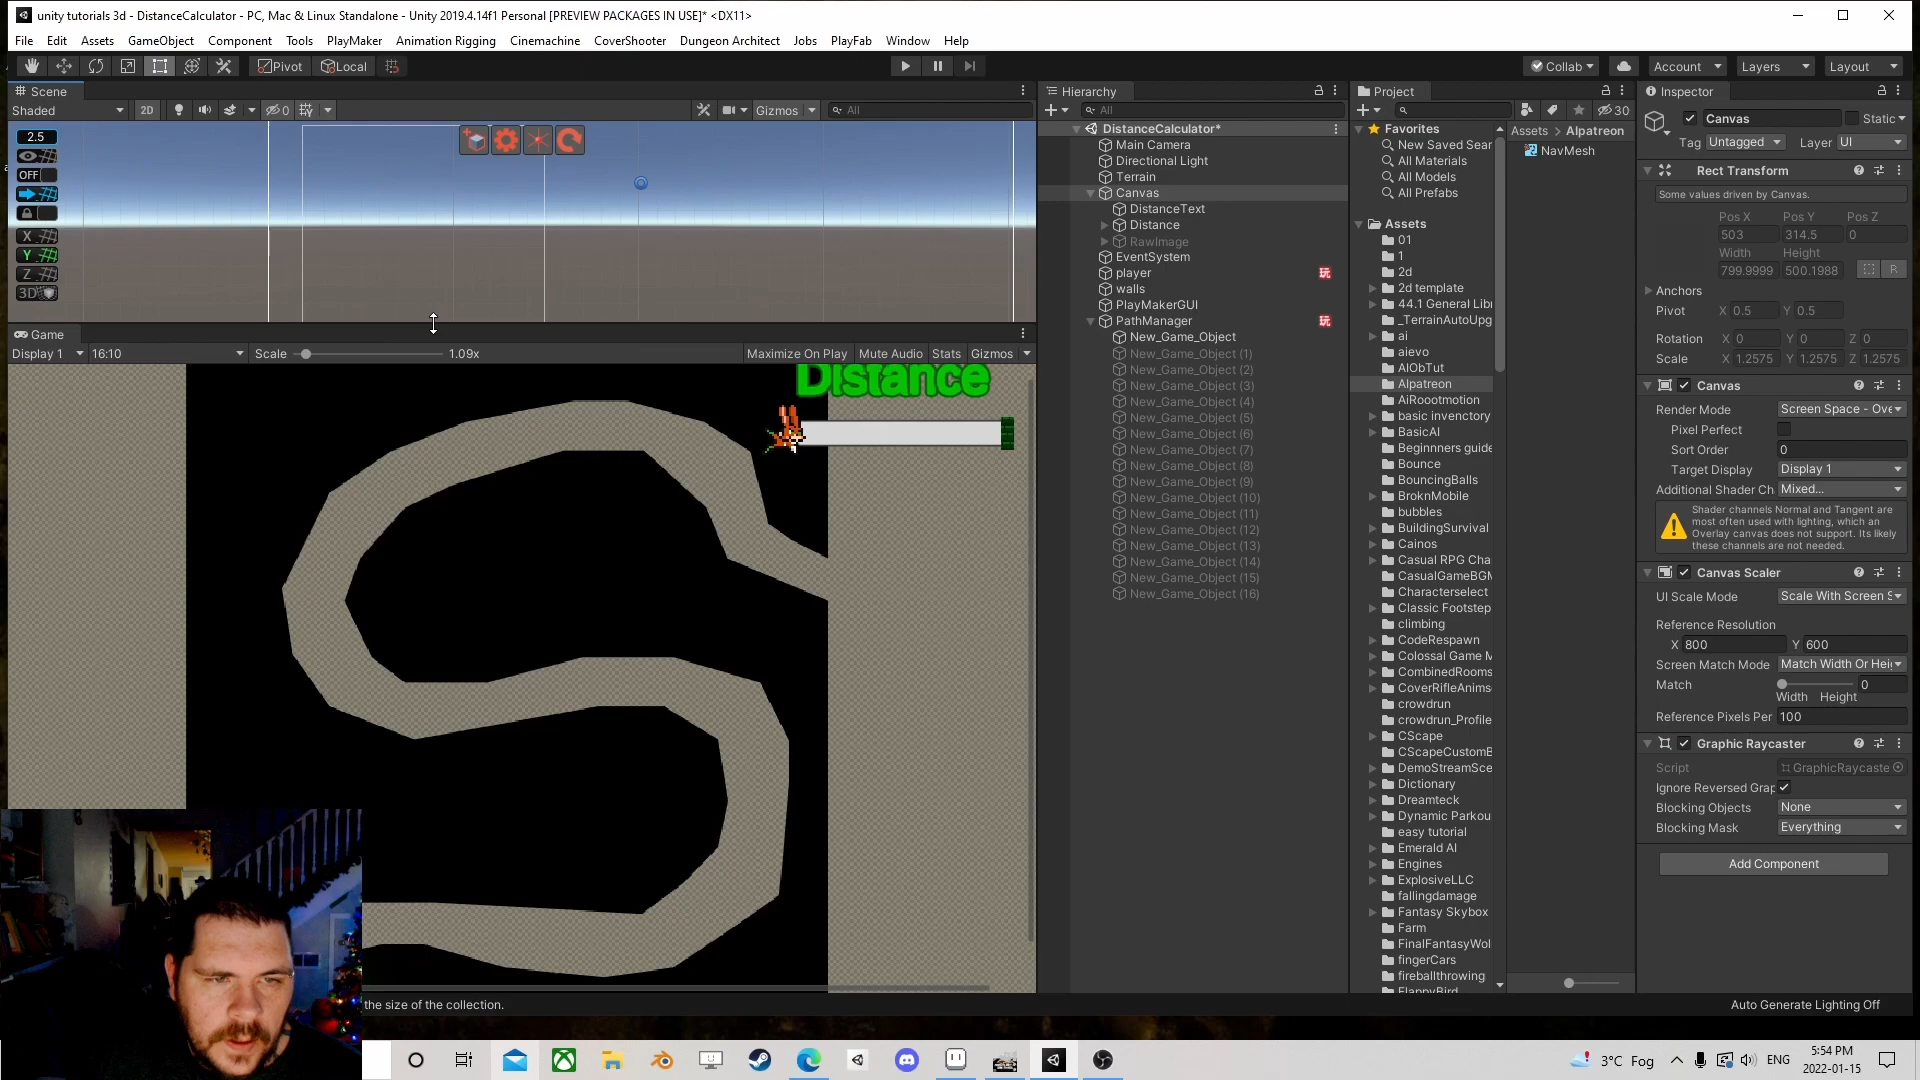 unity tutorials 3d - DistanceCalculator - PC, Mac & Linux Standalone - Unity 2019.4.14f1 Personal [PREVIEW PACKAGES IN USE]* <DX11>
File Edit Assets GameObject Component Tools PlayMaker Animation Rigging Cinemachine CoverShooter Dungeon Architect Jobs PlayFab Window Help
Pivot Local Collab Account Layers Layout
Scene
Shaded 2D 0 Gizmos All
2.5
OFF
X
Y
Z
3D
Game
Display 1 16:10 Scale 1.09x Maximize On Play Mute Audio Stats Gizmos
Distance
the size of the collection.
Hierarchy
All
DistanceCalculator*
Main Camera
Directional Light
Terrain
Canvas
DistanceText
Distance
RawImage
EventSystem
player
walls
PlayMakerGUI
PathManager
New_Game_Object
New_Game_Object (1)
New_Game_Object (2)
New_Game_Object (3)
New_Game_Object (4)
New_Game_Object (5)
New_Game_Object (6)
New_Game_Object (7)
New_Game_Object (8)
New_Game_Object (9)
New_Game_Object (10)
New_Game_Object (11)
New_Game_Object (12)
New_Game_Object (13)
New_Game_Object (14)
New_Game_Object (15)
New_Game_Object (16)
Project
30
Favorites
New Saved Sear
All Materials
All Models
All Prefabs
Assets
01
1
2d
2d template
44.1 General Libr
_TerrainAutoUpg
ai
aievo
AIObTut
AIpatreon
AiRoootmotion
basic invenctory
BasicAI
Beginnners guide
Bounce
BouncingBalls
BroknMobile
bubbles
BuildingSurvival
Cainos
Casual RPG Cha
CasualGameBGM
Characterselect
Classic Footstep
climbing
CodeRespawn
Colossal Game M
CombinedRooms
CoverRifleAnims
crowdrun
crowdrun_Profile
CScape
CScapeCustomB
DemoStreamSce
Dictionary
Dreamteck
Dynamic Parkou
easy tutorial
Emerald AI
Engines
ExplosiveLLC
fallingdamage
Fantasy Skybox
Farm
FinalFantasyWol
fingerCars
fireballthrowing
FlappyBird
Assets > AIpatreon
NavMesh
Inspector
Canvas Static
Tag Untagged Layer UI
Rect Transform
Some values driven by Canvas.
Pos X Pos Y Pos Z
503 314.5 0
Width Height
799.9999 500.1988 R
Anchors
Pivot X 0.5 Y 0.5
Rotation X 0 Y 0 Z 0
Scale X 1.2575 Y 1.2575 Z 1.2575
Canvas
Render Mode Screen Space - Ove
Pixel Perfect
Sort Order 0
Target Display Display 1
Additional Shader Ch Mixed...
Shader channels Normal and Tangent are
most often used with lighting, which an
Overlay canvas does not support. Its likely
these channels are not needed.
Canvas Scaler
UI Scale Mode Scale With Screen S
Reference Resolution
X 800 Y 600
Screen Match Mode Match Width Or Hei
Match 0
Width Height
Reference Pixels Per 100
Graphic Raycaster
Script GraphicRaycaste
Ignore Reversed Grap
Blocking Objects None
Blocking Mask Everything
Add Component
Auto Generate Lighting Off
3°C Fog ENG 5:54 PM
2022-01-15